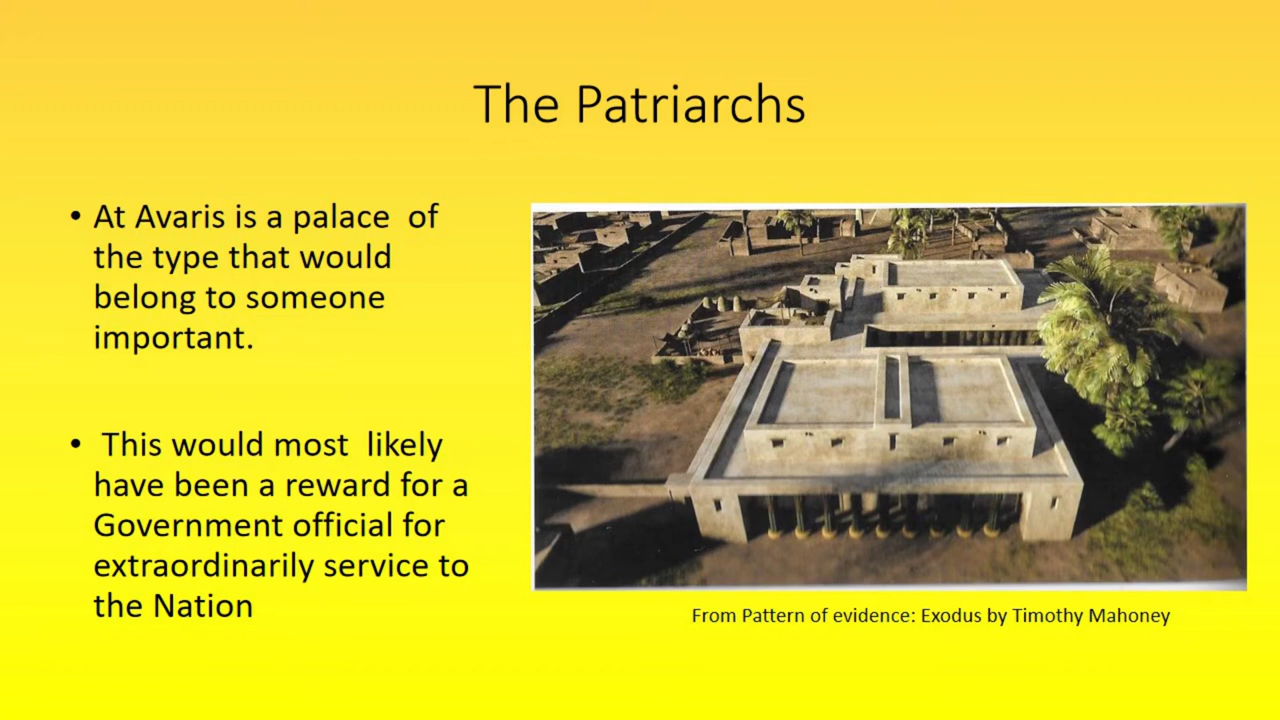 The Patriarchs
• At Avaris is a palace  of
the type that would
belong to someone
important.
•  This would most  likely
have been a reward for a
Government official for
extraordinarily service to
the Nation
From Pattern of evidence: Exodus by Timothy Mahoney